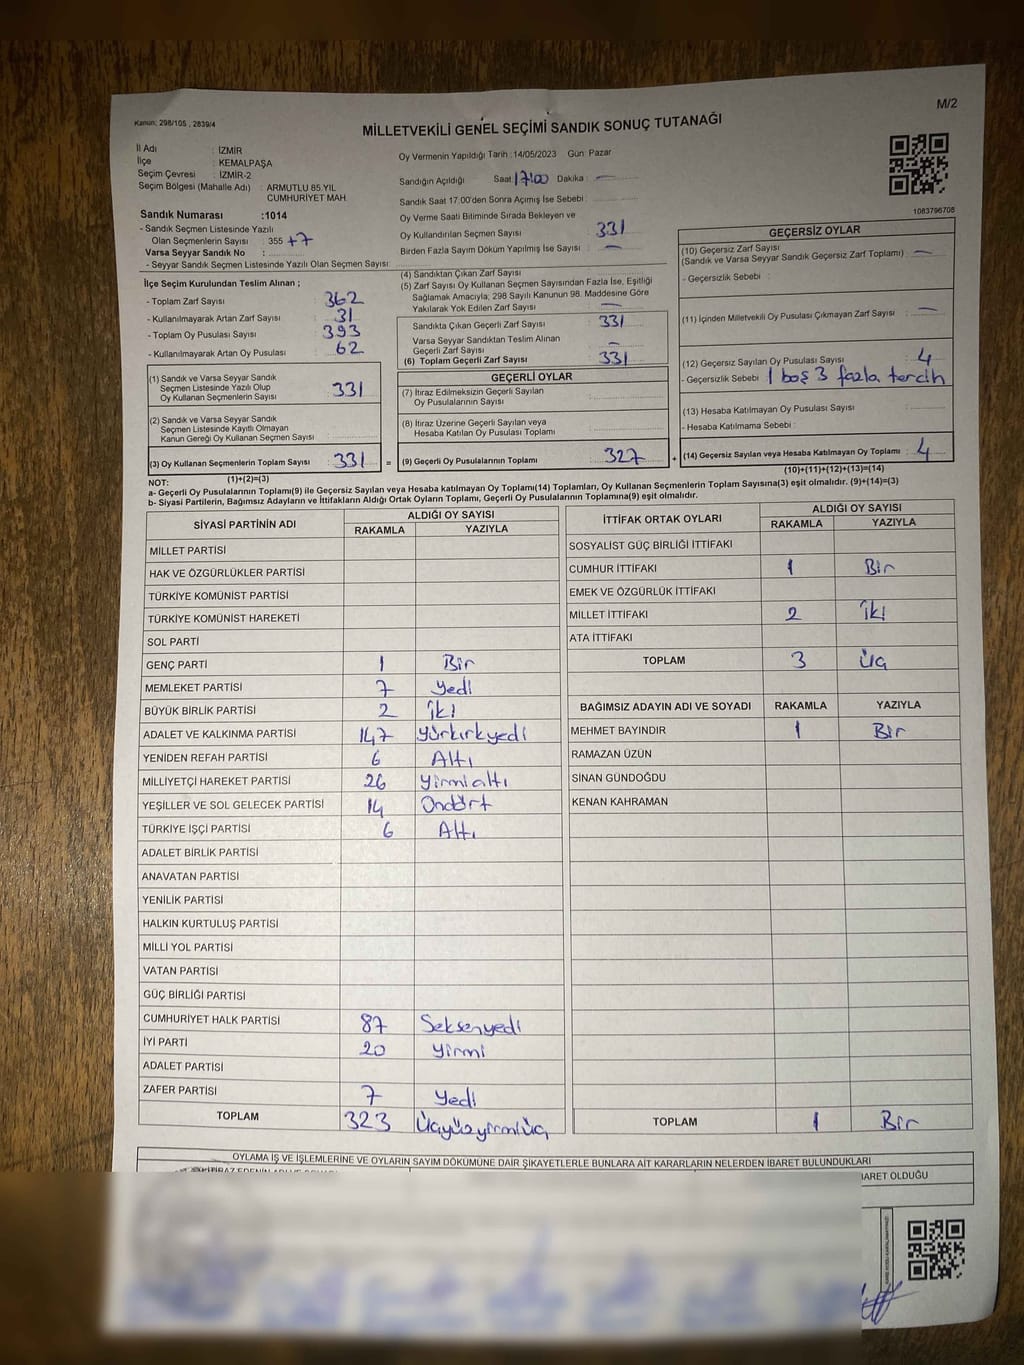 M/2
Kanun: 298/105 , 2839/4
MİLLETVEKİLİ GENEL SEÇİMİ SANDIK SONUÇ TUTANAĞI
İl Adı : İZMİR
İlçe : KEMALPAŞA
Seçim Çevresi : İZMİR-2
Seçim Bölgesi (Mahalle Adı) : ARMUTLU 85.YIL
CUMHURİYET MAH.
Sandık Numarası :1014
- Sandık Seçmen Listesinde Yazılı
Olan Seçmenlerin Sayısı : 355 +7
Varsa Seyyar Sandık No :
- Seyyar Sandık Seçmen Listesinde Yazılı Olan Seçmen Sayısı:
Oy Vermenin Yapıldığı Tarih :14/05/2023 Gün: Pazar
Sandığın Açıldığı Saat: 17:00 Dakika : —
Sandık Saat 17.00'den Sonra Açımış İse Sebebi :
Oy Verme Saati Bitiminde Sırada Bekleyen ve
Oy Kullandırılan Seçmen Sayısı : 331
Birden Fazla Sayım Döküm Yapılmış İse Sayısı : —
1083796706
İlçe Seçim Kurulundan Teslim Alınan ;
- Toplam Zarf Sayısı : 362
- Kullanılmayarak Artan Zarf Sayısı : 31
- Toplam Oy Pusulası Sayısı : 393
- Kullanılmayarak Artan Oy Pusulası : 62
(4) Sandıktan Çıkan Zarf Sayısı
(5) Zarf Sayısı Oy Kullanan Seçmen Sayısından Fazla İse, Eşitliği
Sağlamak Amacıyla; 298 Sayılı Kanunun 98. Maddesine Göre
Yakılarak Yok Edilen Zarf Sayısı : —
Sandıkta Çıkan Geçerli Zarf Sayısı : 331
Varsa Seyyar Sandıktan Teslim Alınan
Geçerli Zarf Sayısı : —
(6) Toplam Geçerli Zarf Sayısı : 331
GEÇERSİZ OYLAR
(10) Geçersiz Zarf Sayısı
(Sandık ve Varsa Seyyar Sandık Geçersiz Zarf Toplamı) : —
- Geçersizlik Sebebi :
(11) İçinden Milletvekili Oy Pusulası Çıkmayan Zarf Sayısı : —
(12) Geçersiz Sayılan Oy Pusulası Sayısı : 4
- Geçersizlik Sebebi : 1 boş 3 fazla tercih
(13) Hesaba Katılmayan Oy Pusulası Sayısı :
- Hesaba Katılmama Sebebi :
(14) Geçersiz Sayılan veya Hesaba Katılmayan Oy Toplamı : 4
(10)+(11)+(12)+(13)=(14)
(1) Sandık ve Varsa Seyyar Sandık
Seçmen Listesinde Yazılı Olup
Oy Kullanan Seçmenlerin Sayısı : 331
(2) Sandık ve Varsa Seyyar Sandık
Seçmen Listesinde Kayıtlı Olmayan
Kanun Gereği Oy Kullanan Seçmen Sayısı :
(3) Oy Kullanan Seçmenlerin Toplam Sayısı : 331 =
(1)+(2)=(3)
GEÇERLİ OYLAR
(7) İtiraz Edilmeksizin Geçerli Sayılan
Oy Pusulalarının Sayısı :
(8) İtiraz Üzerine Geçerli Sayılan veya
Hesaba Katılan Oy Pusulası Toplamı :
(9) Geçerli Oy Pusulalarının Toplamı : 327 +
NOT:
a- Geçerli Oy Pusulalarının Toplamı(9) ile Geçersiz Sayılan veya Hesaba Katılmayan Oy Toplamı(14) Toplamları, Oy Kullanan Seçmenlerin Toplam Sayısına(3) eşit olmalıdır. (9)+(14)=(3)
b- Siyasi Partilerin, Bağımsız Adayların ve İttifakların Aldığı Ortak Oyların Toplamı, Geçerli Oy Pusulalarının Toplamına(9) eşit olmalıdır.
SİYASİ PARTİNİN ADI ALDIĞI OY SAYISI
RAKAMLA YAZIYLA
MİLLET PARTİSİ
HAK VE ÖZGÜRLÜKLER PARTİSİ
TÜRKİYE KOMÜNİST PARTİSİ
TÜRKİYE KOMÜNİST HAREKETİ
SOL PARTİ
GENÇ PARTİ 1 Bir
MEMLEKET PARTİSİ 7 Yedi
BÜYÜK BİRLİK PARTİSİ 2 İki
ADALET VE KALKINMA PARTİSİ 147 Yürkırkyedi
YENİDEN REFAH PARTİSİ 6 Altı
MİLLİYETÇİ HAREKET PARTİSİ 26 Yirmialtı
YEŞİLLER VE SOL GELECEK PARTİSİ 14 Ondört
TÜRKİYE İŞÇİ PARTİSİ 6 Altı
ADALET BİRLİK PARTİSİ
ANAVATAN PARTİSİ
YENİLİK PARTİSİ
HALKIN KURTULUŞ PARTİSİ
MİLLİ YOL PARTİSİ
VATAN PARTİSİ
GÜÇ BİRLİĞİ PARTİSİ
CUMHURİYET HALK PARTİSİ 87 Seksenyedi
İYİ PARTİ 20 Yirmi
ADALET PARTİSİ
ZAFER PARTİSİ 7 Yedi
TOPLAM 323 Üçyüzyirmiüç
İTTİFAK ORTAK OYLARI ALDIĞI OY SAYISI
RAKAMLA YAZIYLA
SOSYALİST GÜÇ BİRLİĞİ İTTİFAKI
CUMHUR İTTİFAKI 1 Bir
EMEK VE ÖZGÜRLÜK İTTİFAKI
MİLLET İTTİFAKI 2 İki
ATA İTTİFAKI
TOPLAM 3 Üç
BAĞIMSIZ ADAYIN ADI VE SOYADI RAKAMLA YAZIYLA
MEHMET BAYINDIR 1 Bir
RAMAZAN ÜZÜN
SİNAN GÜNDOĞDU
KENAN KAHRAMAN
TOPLAM 1 Bir
OYLAMA İŞ VE İŞLEMLERİNE VE OYLARIN SAYIM DÖKÜMÜNE DAİR ŞİKAYETLERLE BUNLARA AİT KARARLARIN NELERDEN İBARET BULUNDUKLARI
OLDUĞU